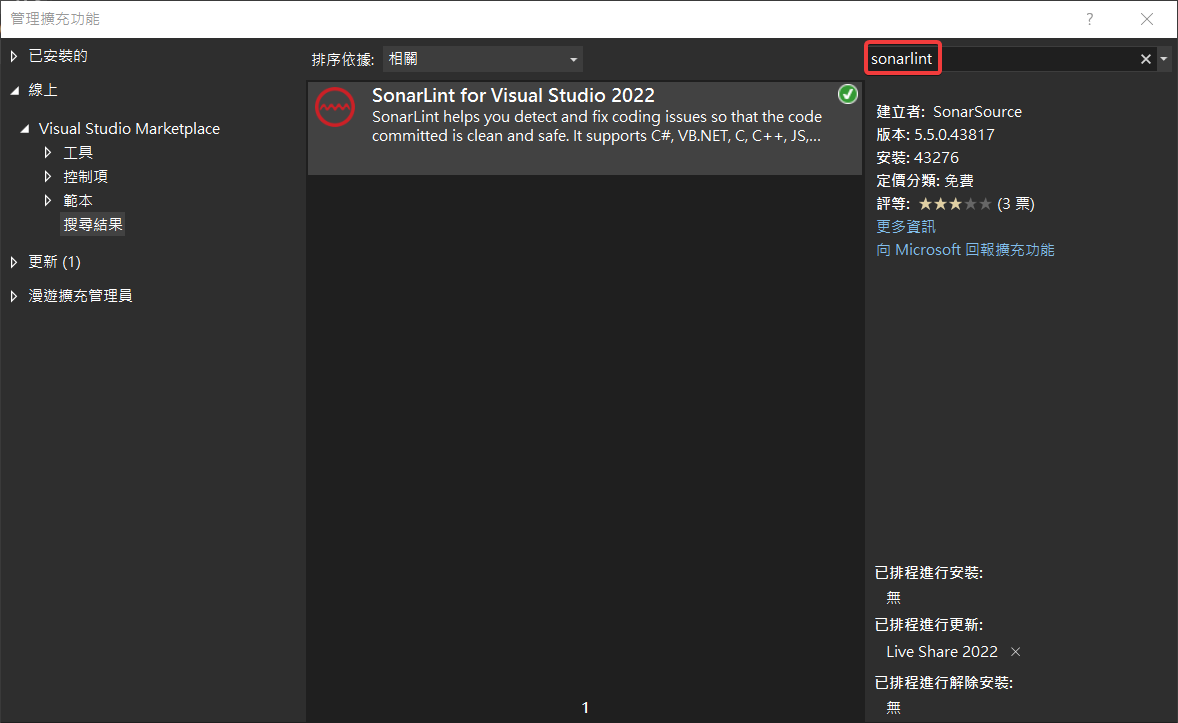 管理擴充功能
已安裝的
線上
Visual Studio Marketplace
工具
控制項
範本
搜尋結果
更新 (1)
漫遊擴充管理員
排序依據: 相關
SonarLint for Visual Studio 2022
SonarLint helps you detect and fix coding issues so that the code
committed is clean and safe. It supports C#, VB.NET, C, C++, JS,...
1
sonarlint
建立者: SonarSource
版本: 5.5.0.43817
安裝: 43276
定價分類: 免費
評等: (3 票)
更多資訊
向 Microsoft 回報擴充功能
已排程進行安裝:
無
已排程進行更新:
Live Share 2022
已排程進行解除安裝:
無